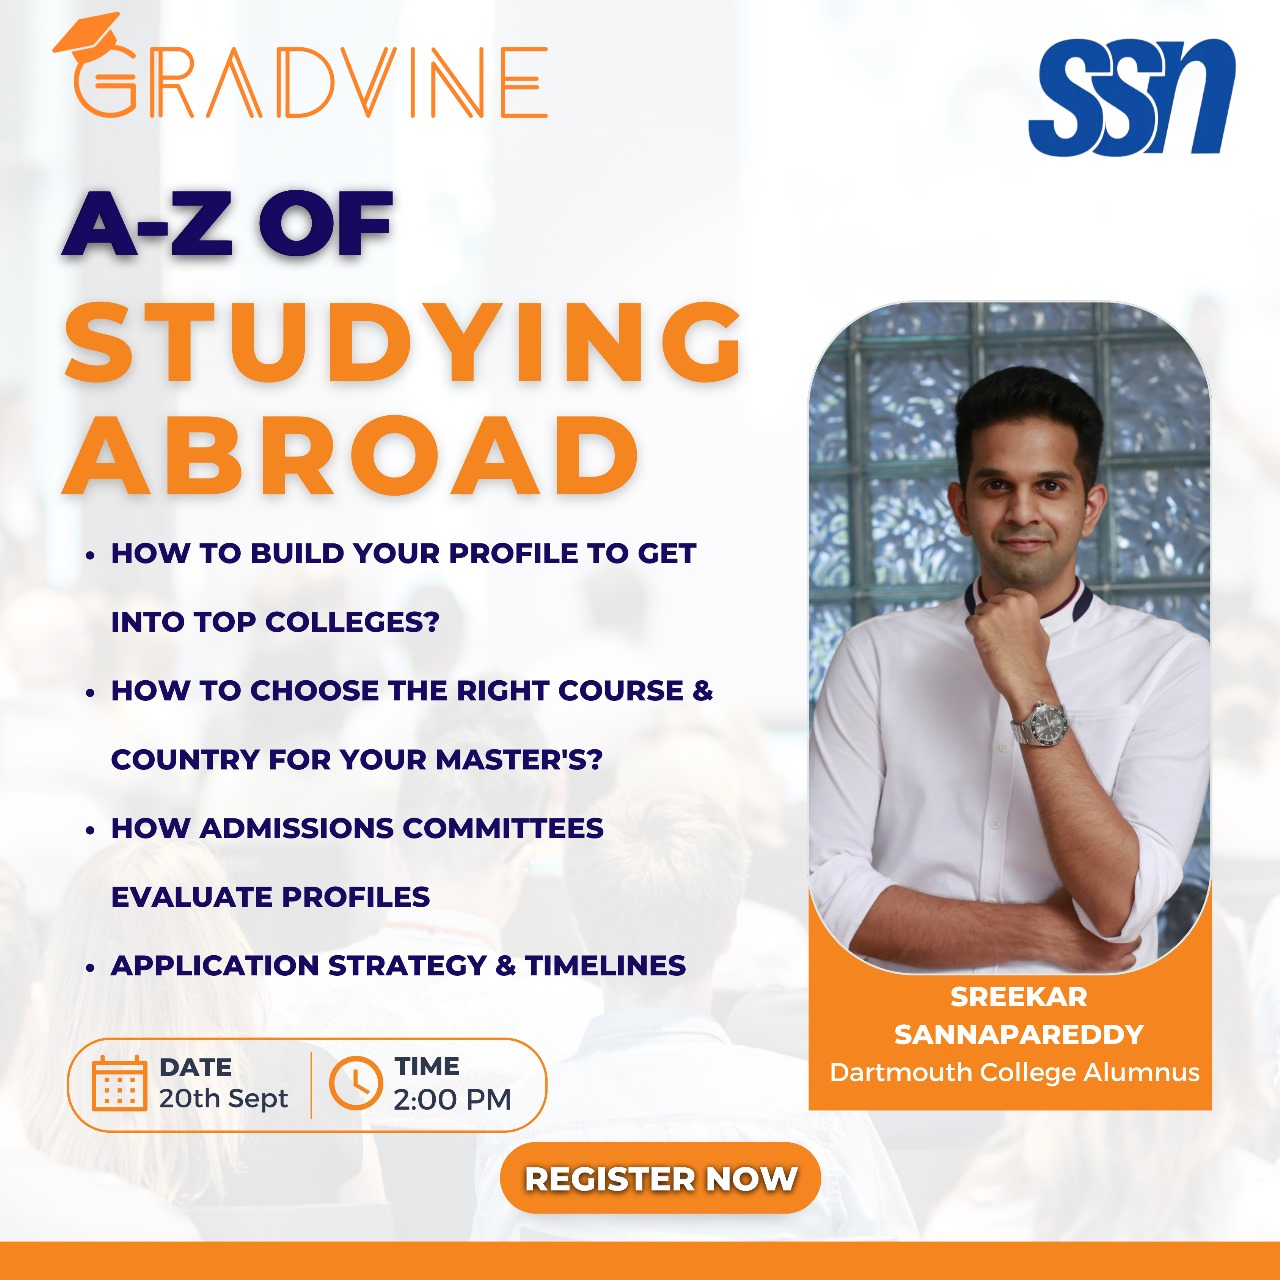 GRADVINE
ssn
A-Z OF
STUDYING
ABROAD
• HOW TO BUILD YOUR PROFILE TO GET
INTO TOP COLLEGES?
• HOW TO CHOOSE THE RIGHT COURSE &
COUNTRY FOR YOUR MASTER'S?
• HOW ADMISSIONS COMMITTEES
EVALUATE PROFILES
• APPLICATION STRATEGY & TIMELINES
SREEKAR
SANNAPAREDDY
Dartmouth College Alumnus
DATE
20th Sept
TIME
2:00 PM
REGISTER NOW